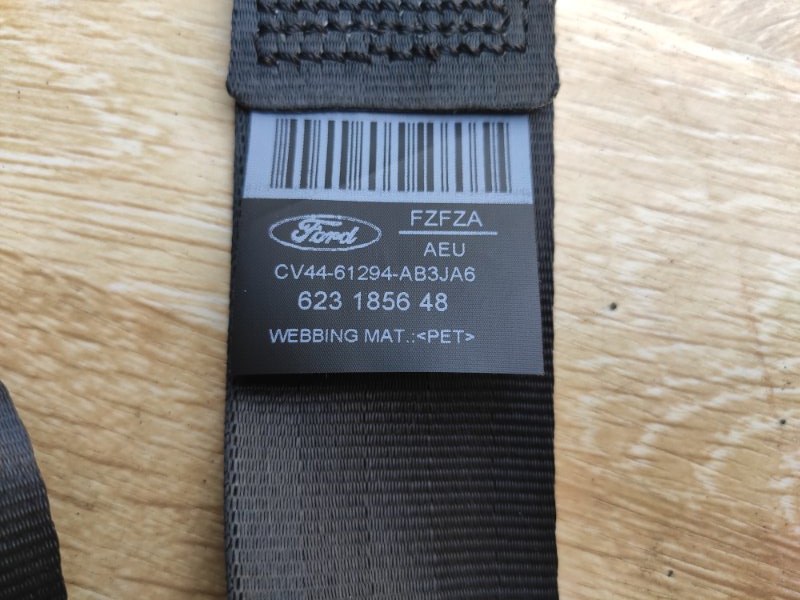 Ford
FZFZA
AEU
CV44-61294-AB3JA6
623 1856 48
WEBBING MAT.:<PET>